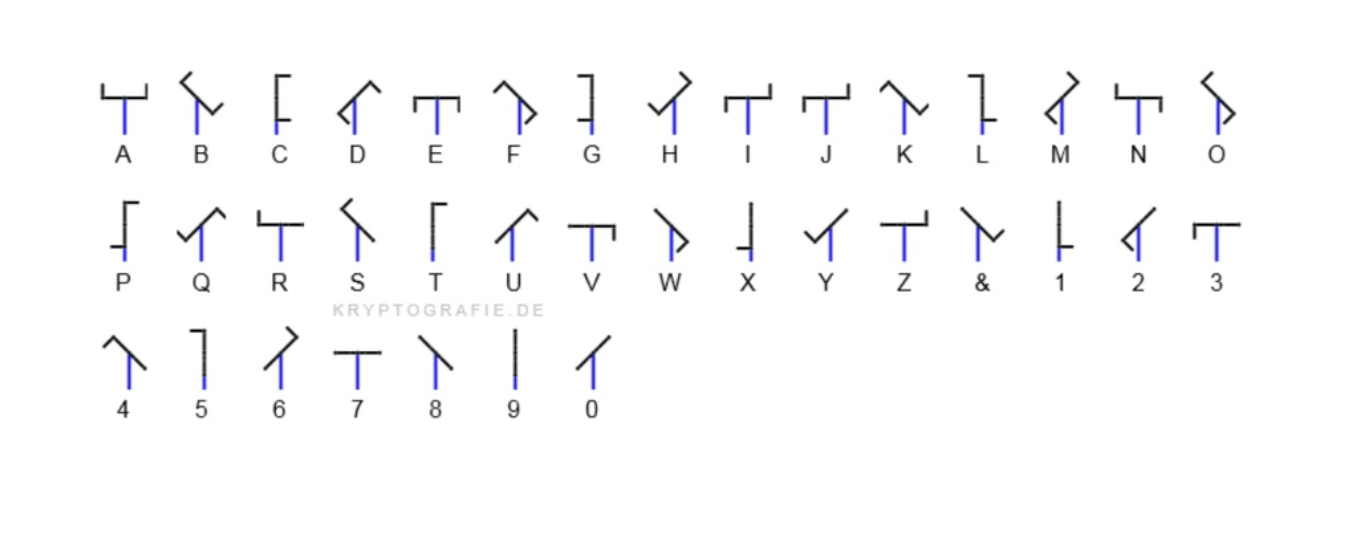 A B C D E F G H I J K L M N O
P Q R S T U V W X Y Z & 1 2 3
KRYPTOGRAFIE.DE
4 5 6 7 8 9 0